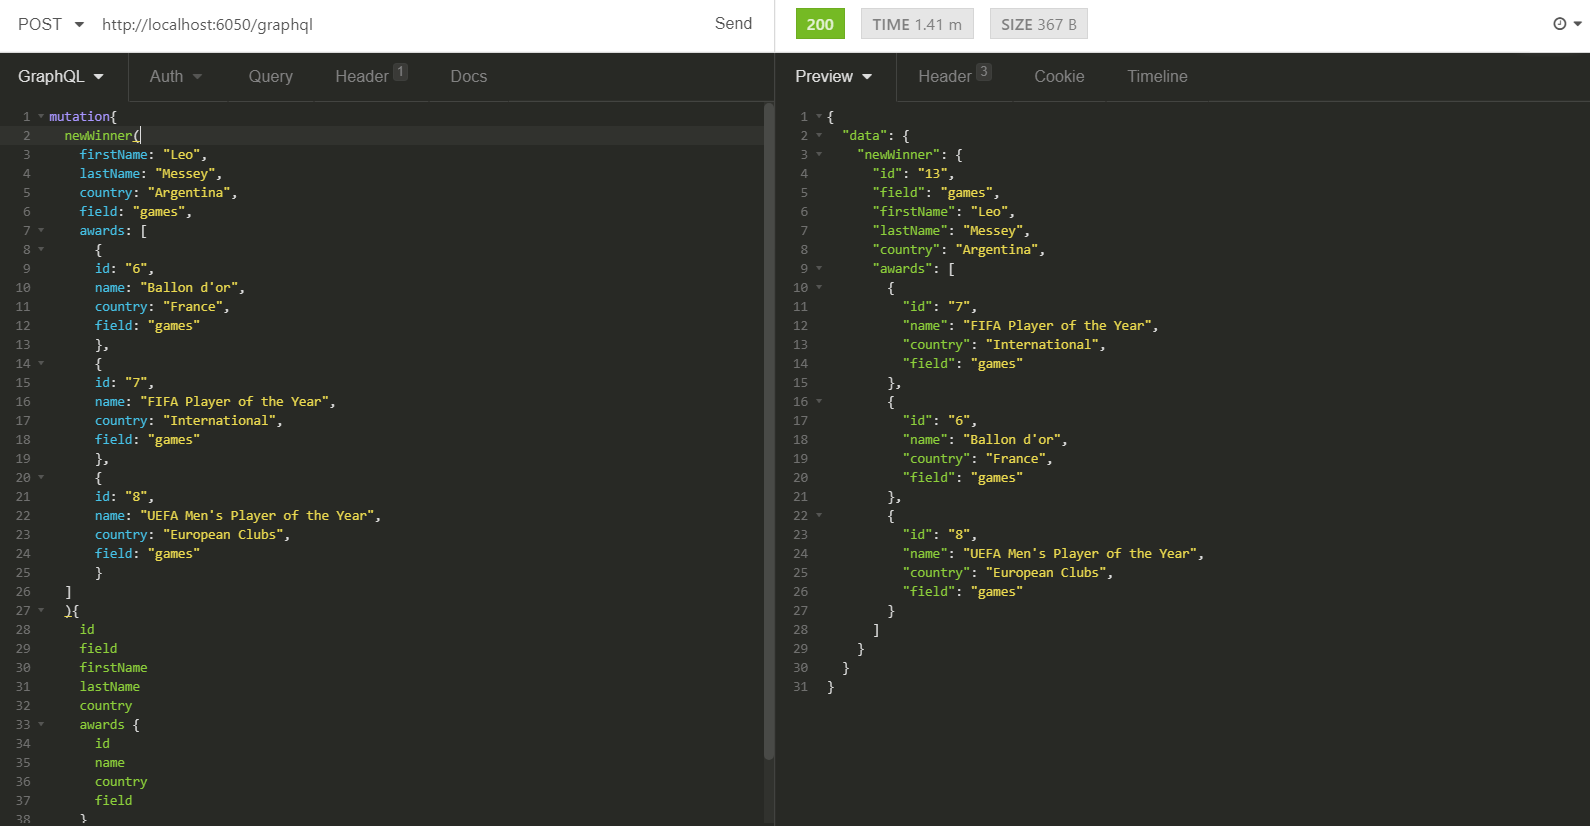 POST http://localhost:6050/graphql Send 200 TIME 1.41 m SIZE 367 B
GraphQL Auth Query Header 1 Docs
1 mutation{
2 newWinner(
3 firstName: "Leo",
4 lastName: "Messey",
5 country: "Argentina",
6 field: "games",
7 awards: [
8 {
9 id: "6",
10 name: "Ballon d'or",
11 country: "France",
12 field: "games"
13 },
14 {
15 id: "7",
16 name: "FIFA Player of the Year",
17 country: "International",
18 field: "games"
19 },
20 {
21 id: "8",
22 name: "UEFA Men's Player of the Year",
23 country: "European Clubs",
24 field: "games"
25 }
26 ]
27 ){
28 id
29 field
30 firstName
31 lastName
32 country
33 awards {
34 id
35 name
36 country
37 field
38 }
Preview Header 3 Cookie Timeline
1 {
2 "data": {
3 "newWinner": {
4 "id": "13",
5 "field": "games",
6 "firstName": "Leo",
7 "lastName": "Messey",
8 "country": "Argentina",
9 "awards": [
10 {
11 "id": "7",
12 "name": "FIFA Player of the Year",
13 "country": "International",
14 "field": "games"
15 },
16 {
17 "id": "6",
18 "name": "Ballon d'or",
19 "country": "France",
20 "field": "games"
21 },
22 {
23 "id": "8",
24 "name": "UEFA Men's Player of the Year",
25 "country": "European Clubs",
26 "field": "games"
27 }
28 ]
29 }
30 }
31 }